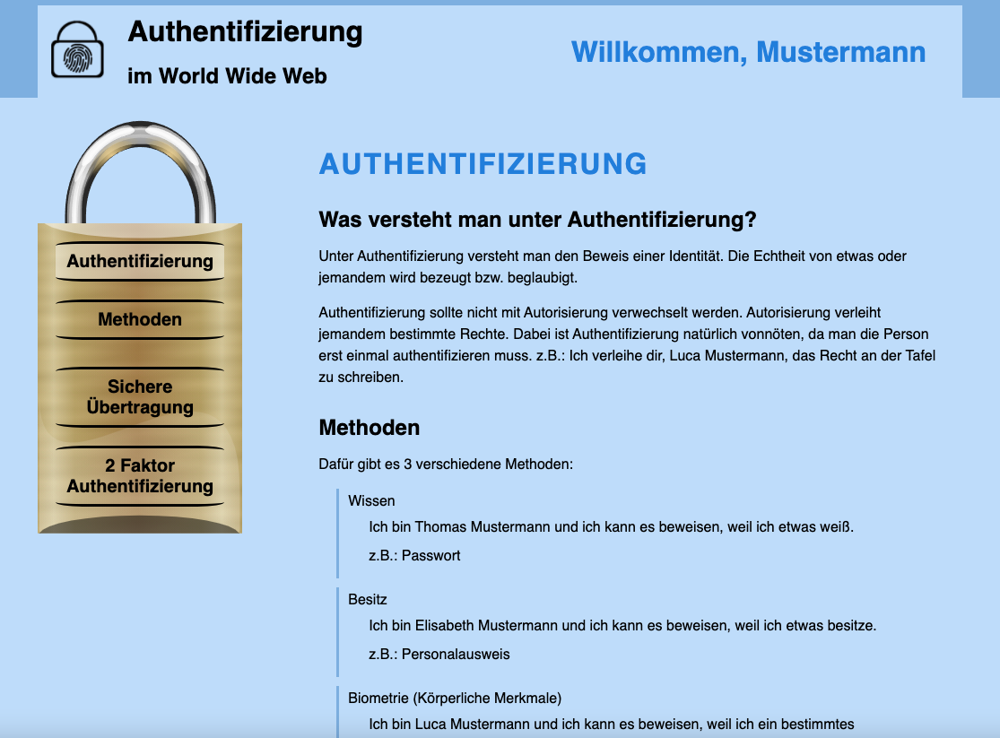 Authentifizierung
im World Wide Web
Willkommen, Mustermann
Authentifizierung
Methoden
Sichere
Übertragung
2 Faktor
Authentifizierung
AUTHENTIFIZIERUNG
Was versteht man unter Authentifizierung?
Unter Authentifizierung versteht man den Beweis einer Identität. Die Echtheit von etwas oder
jemandem wird bezeugt bzw. beglaubigt.
Authentifizierung sollte nicht mit Autorisierung verwechselt werden. Autorisierung verleiht
jemandem bestimmte Rechte. Dabei ist Authentifizierung natürlich vonnöten, da man die Person
erst einmal authentifizieren muss. z.B.: Ich verleihe dir, Luca Mustermann, das Recht an der Tafel
zu schreiben.
Methoden
Dafür gibt es 3 verschiedene Methoden:
Wissen
Ich bin Thomas Mustermann und ich kann es beweisen, weil ich etwas weiß.
z.B.: Passwort
Besitz
Ich bin Elisabeth Mustermann und ich kann es beweisen, weil ich etwas besitze.
z.B.: Personalausweis
Biometrie (Körperliche Merkmale)
Ich bin Luca Mustermann und ich kann es beweisen, weil ich ein bestimmtes